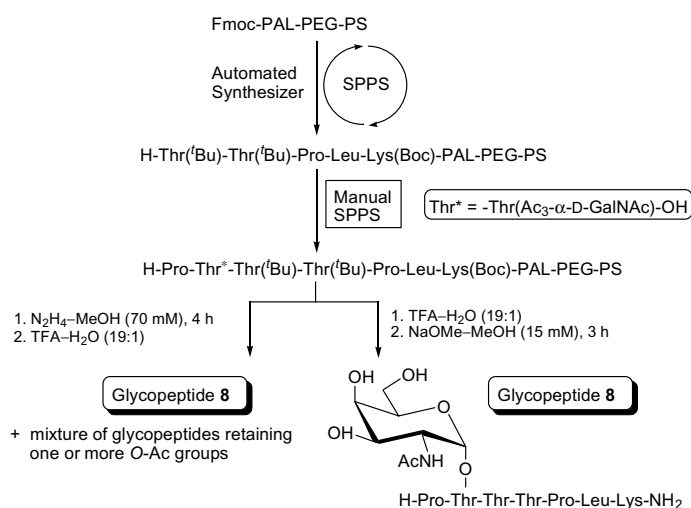 Fmoc-PAL-PEG-PS
Automated
Synthesizer
SPPS
H-Thr(ᵗBu)-Thr(ᵗBu)-Pro-Leu-Lys(Boc)-PAL-PEG-PS
Manual
SPPS
Thr* = -Thr(Ac₃-α-D-GalNAc)-OH
H-Pro-Thr*-Thr(ᵗBu)-Thr(ᵗBu)-Pro-Leu-Lys(Boc)-PAL-PEG-PS
1. N₂H₄–MeOH (70 mM), 4 h
2. TFA–H₂O (19:1)
1. TFA–H₂O (19:1)
2. NaOMe–MeOH (15 mM), 3 h
Glycopeptide 8
+ mixture of glycopeptides retaining
one or more O-Ac groups
Glycopeptide 8
OH
OH
O
HO
AcNH
O
H-Pro-Thr-Thr-Thr-Pro-Leu-Lys-NH₂